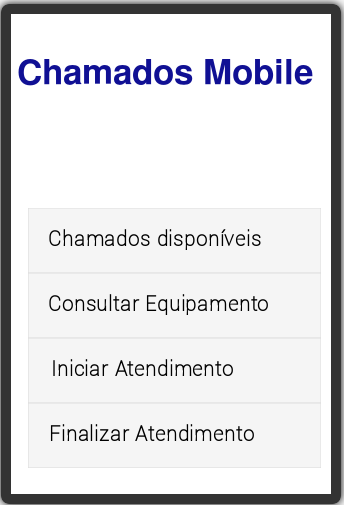 Chamados Mobile
Chamados disponíveis
Consultar Equipamento
Iniciar Atendimento
Finalizar Atendimento